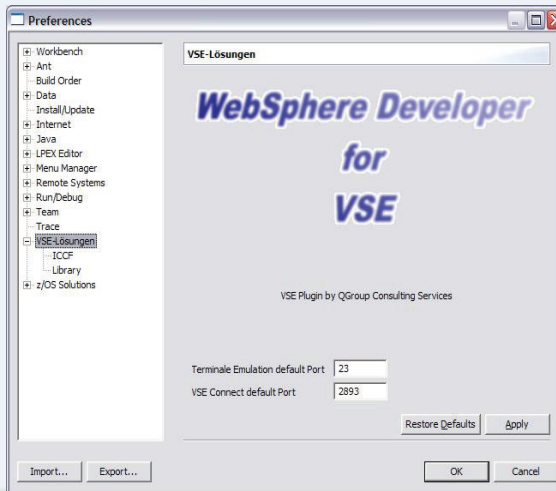 Preferences
Workbench
Ant
Build Order
Data
Install/Update
Internet
Java
LPEX Editor
Menu Manager
Remote Systems
Run/Debug
Team
Trace
VSE-Lösungen
ICCF
Library
z/OS Solutions
VSE-Lösungen
WebSphere Developer
for
VSE
VSE Plugin by QGroup Consulting Services
Terminale Emulation default Port 23
VSE Connect default Port 2893
Restore Defaults Apply
Import... Export... OK Cancel